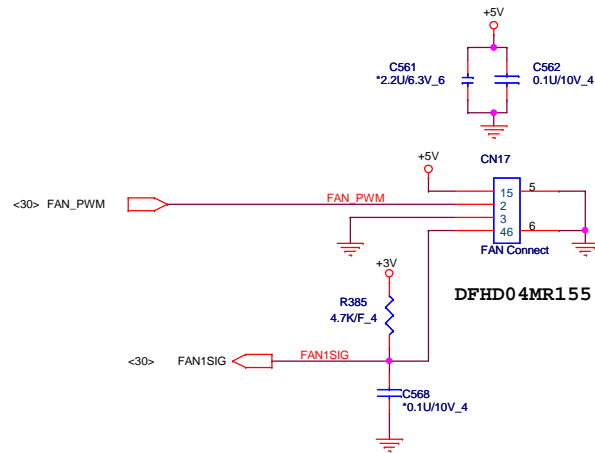 +5V
C561
*2.2U/6.3V_6
C562
0.1U/10V_4
+5V
CN17
<30> FAN_PWM
FAN_PWM
15
2
3
46
5
6
FAN Connect
+3V
R385
4.7K/F_4
DFHD04MR155
<30> FAN1SIG
FAN1SIG
C568
*0.1U/10V_4